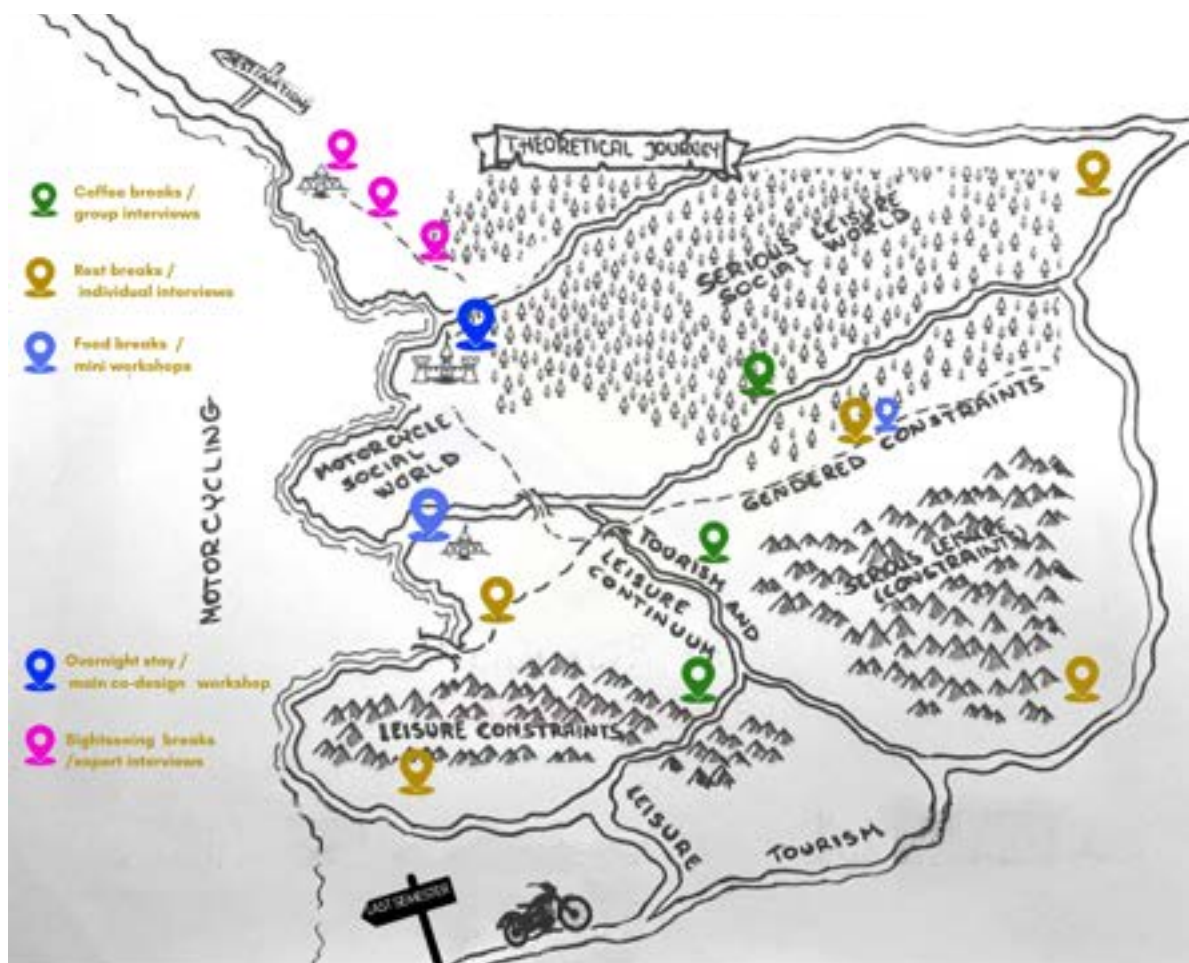 DESTINATION?
THEORETICAL JOURNEY
Coffee breaks /
group interviews
Rest breaks /
individual interviews
Food breaks /
mini workshops
SERIOUS LEISURE
SOCIAL WORLD
MOTORCYCLING
MOTORCYCLE
SOCIAL
WORLD
GENDERED CONSTRAINTS
TOURISM AND
LEISURE
CONTINUUM
SERIOUS LEISURE
CONSTRAINTS
Overnight stay /
main co-design workshop
Sightseeing breaks
/expert interviews
LEISURE CONSTRAINTS
LEISURE
TOURISM
LAST SEMESTER